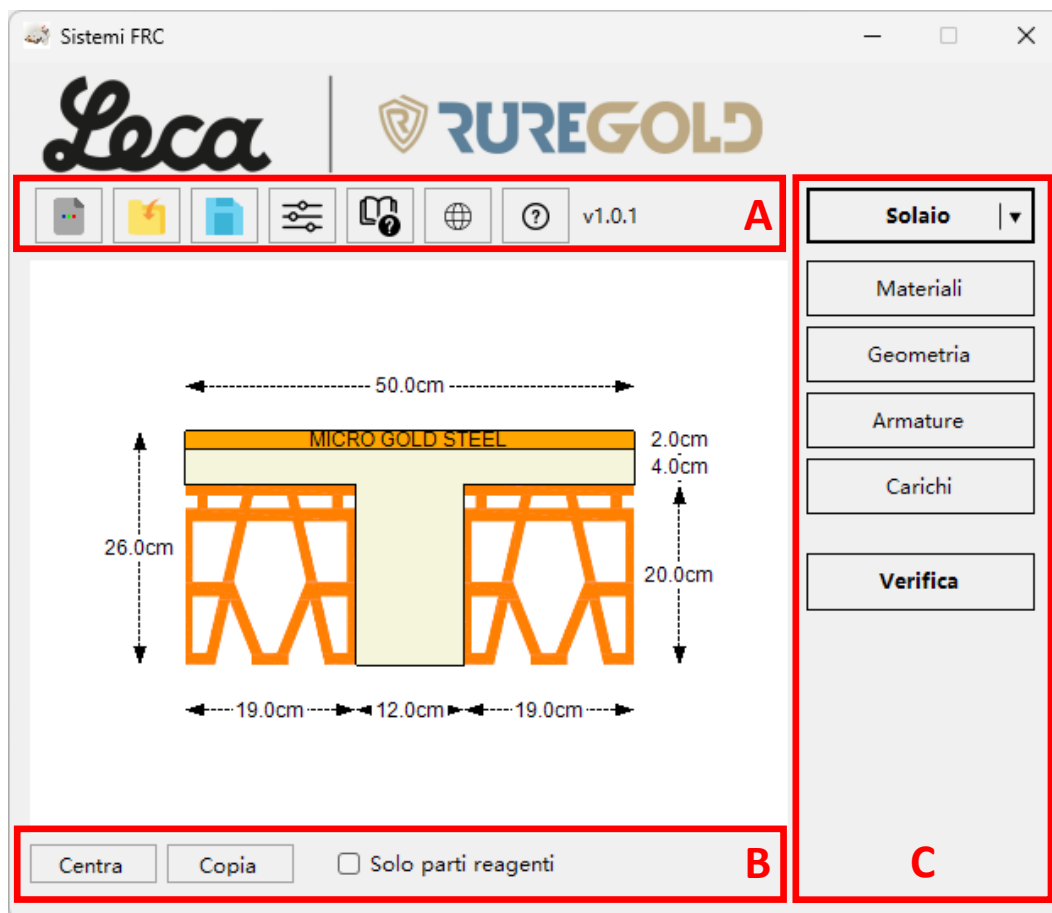 Sistemi FRC
Leca
RUREGOLD
v1.0.1
A
Solaio
Materiali
Geometria
Armature
Carichi
Verifica
50.0cm
MICRO GOLD STEEL
2.0cm
4.0cm
26.0cm
20.0cm
19.0cm
12.0cm
19.0cm
Centra
Copia
Solo parti reagenti
B
C